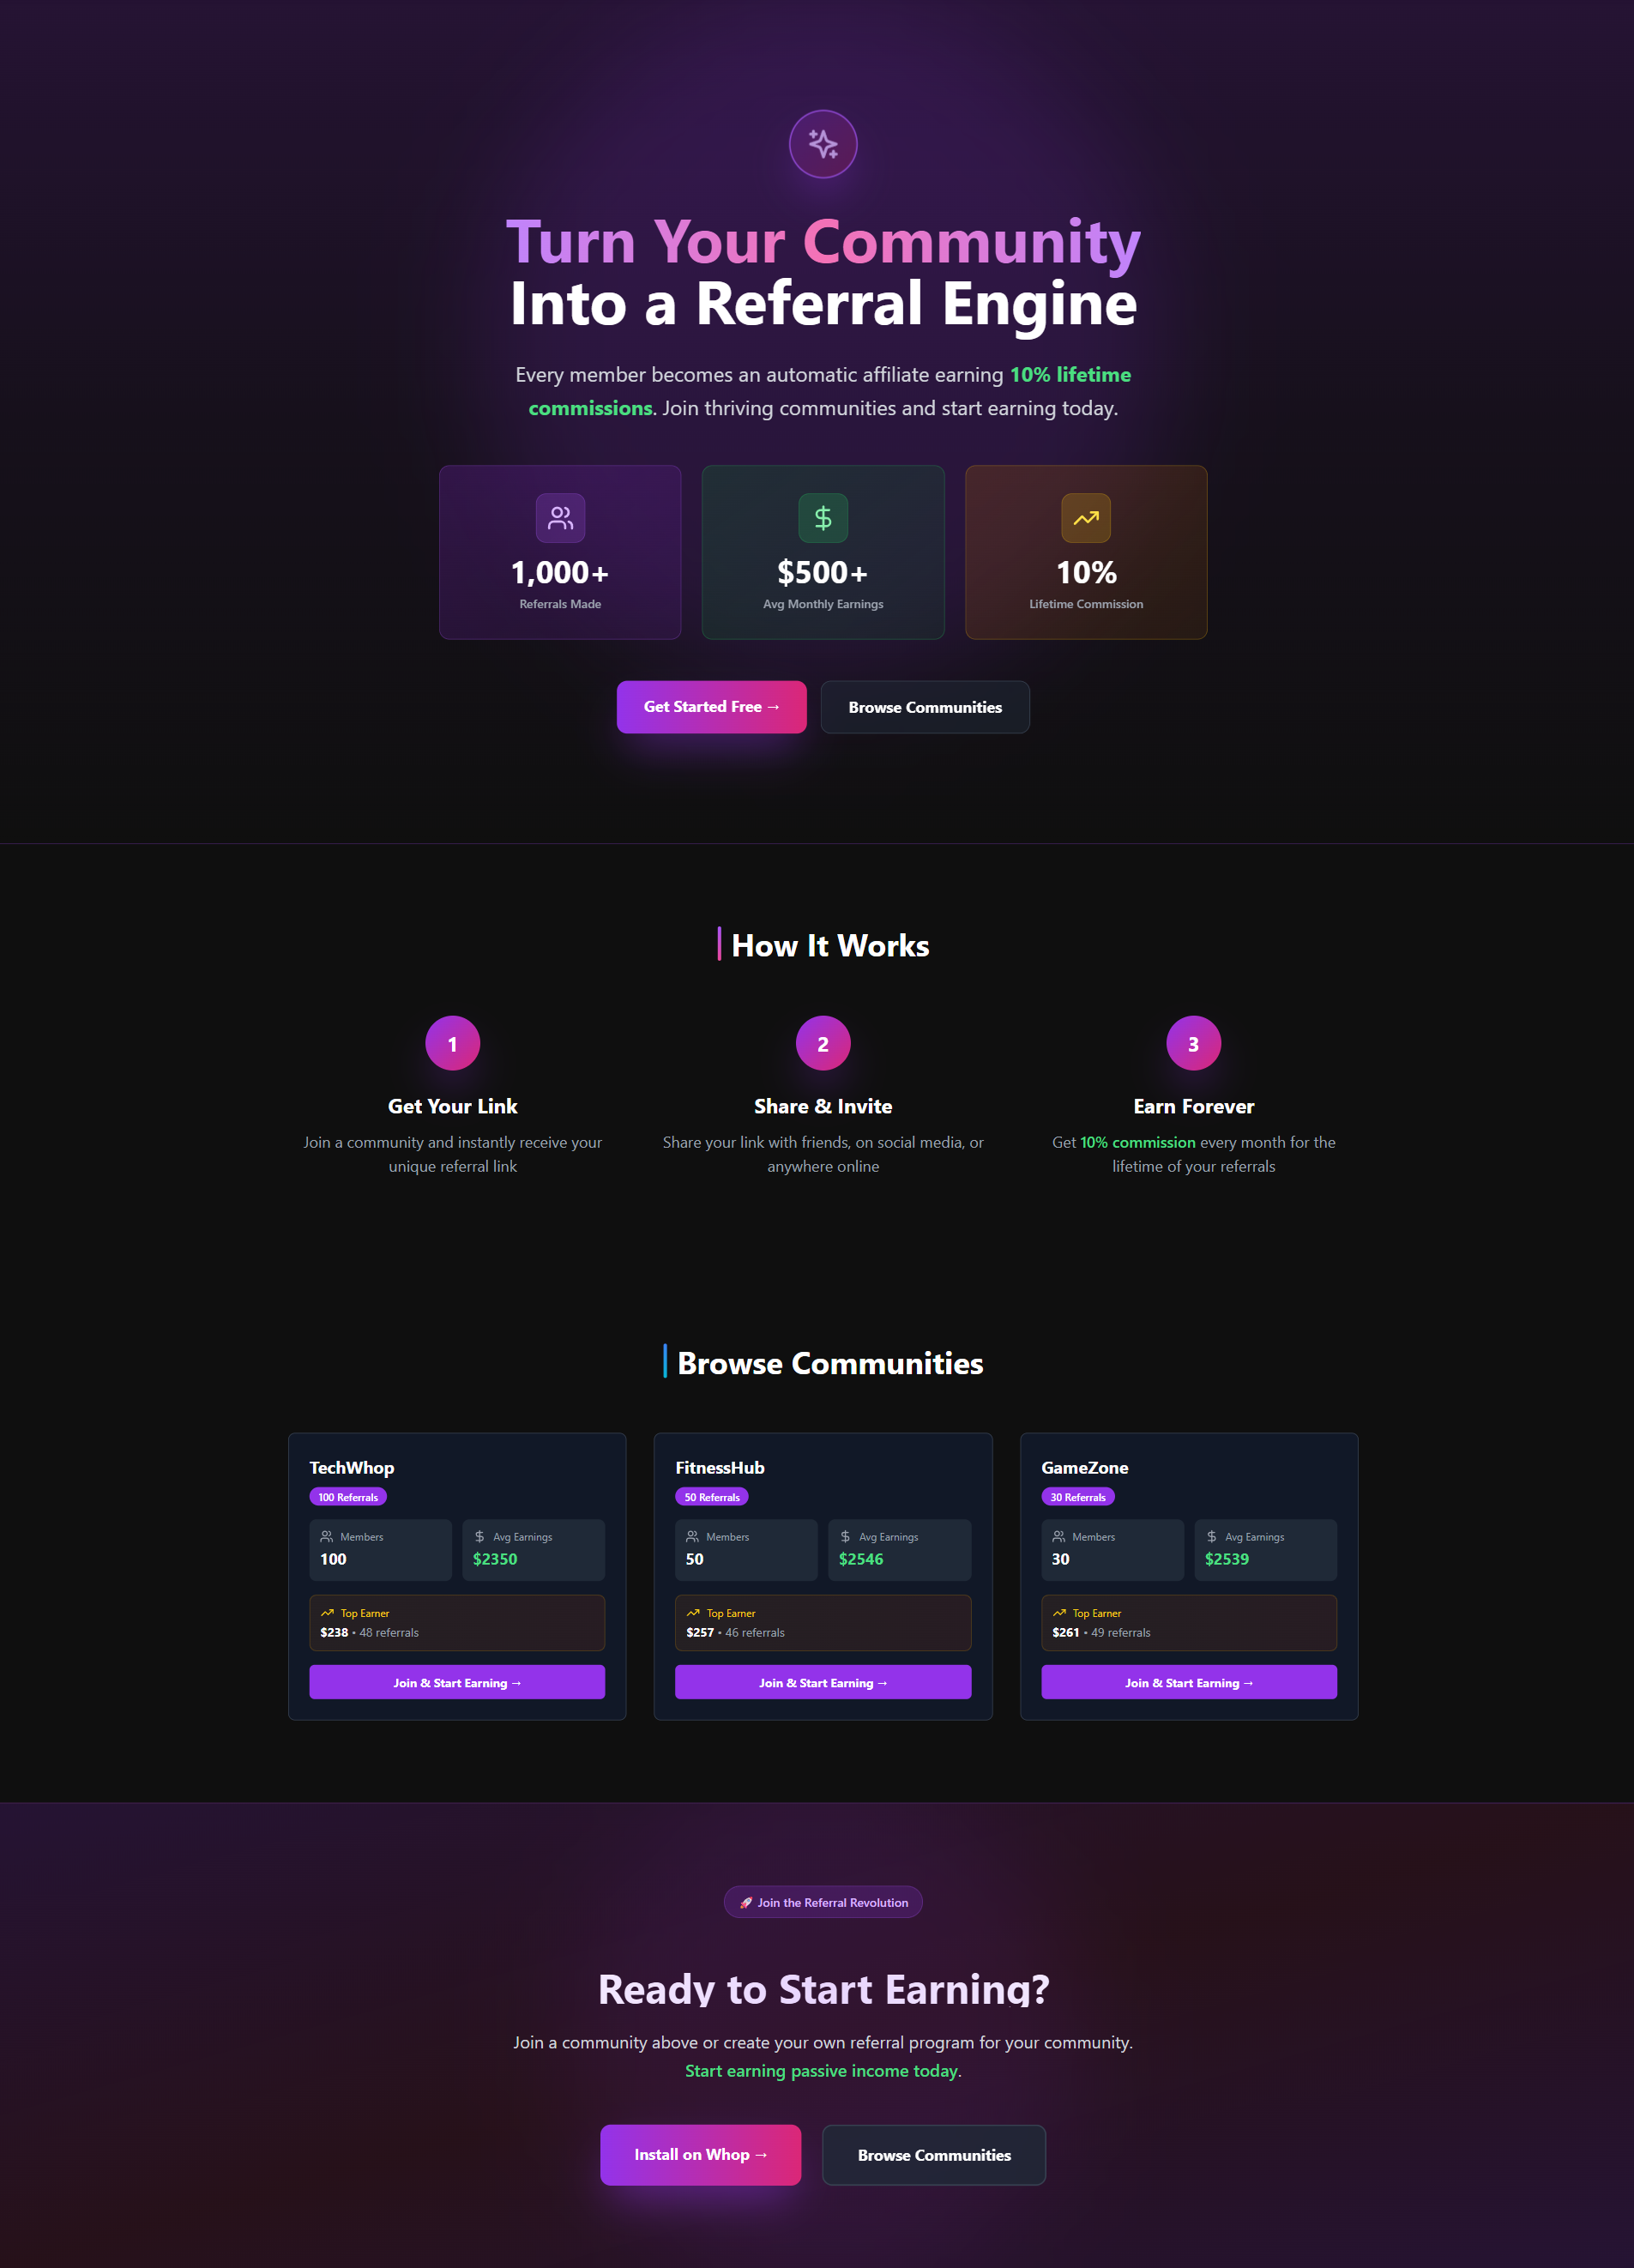 Turn Your Community
Into a Referral Engine
Every member becomes an automatic affiliate earning 10% lifetime
commissions. Join thriving communities and start earning today.
1,000+
Referrals Made
$500+
Avg Monthly Earnings
10%
Lifetime Commission
Get Started Free →
Browse Communities
How It Works
1
Get Your Link
Join a community and instantly receive your
unique referral link
2
Share & Invite
Share your link with friends, on social media, or
anywhere online
3
Earn Forever
Get 10% commission every month for the
lifetime of your referrals
Browse Communities
TechWhop
100 Referrals
Members
100
Avg Earnings
$2350
Top Earner
$238 • 48 referrals
Join & Start Earning →
FitnessHub
50 Referrals
Members
50
Avg Earnings
$2546
Top Earner
$257 • 46 referrals
Join & Start Earning →
GameZone
30 Referrals
Members
30
Avg Earnings
$2539
Top Earner
$261 • 49 referrals
Join & Start Earning →
🚀 Join the Referral Revolution
Ready to Start Earning?
Join a community above or create your own referral program for your community.
Start earning passive income today.
Install on Whop →
Browse Communities